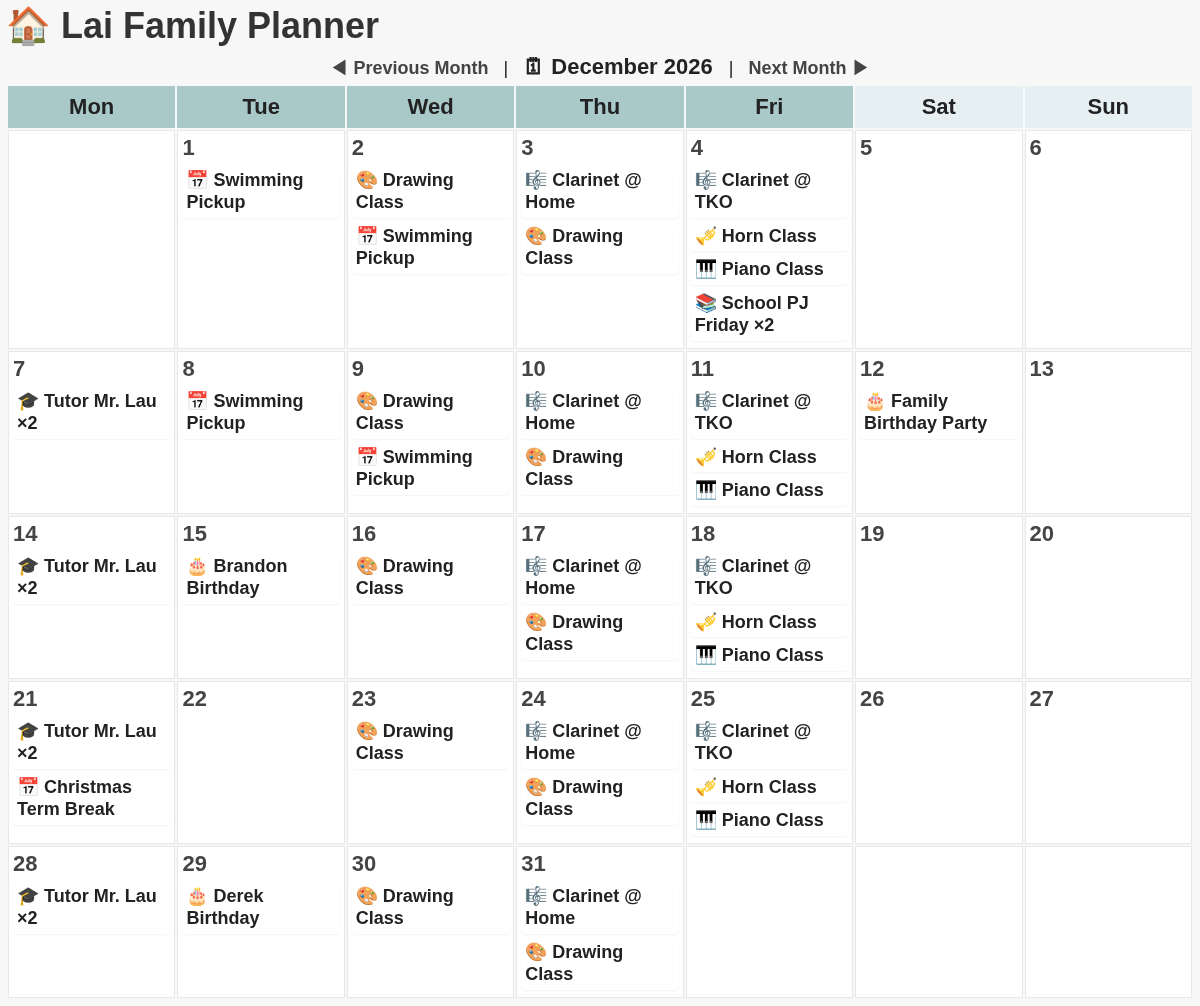 🏠 Lai Family Planner
◀ Previous Month | 🗓 December 2026 | Next Month ▶
Mon Tue Wed Thu Fri Sat Sun
1
📅 Swimming
Pickup
2
🎨 Drawing
Class
📅 Swimming
Pickup
3
🎼 Clarinet @
Home
🎨 Drawing
Class
4
🎼 Clarinet @
TKO
🎺 Horn Class
🎹 Piano Class
📚 School PJ
Friday ×2
5
6
7
🎓 Tutor Mr. Lau
×2
8
📅 Swimming
Pickup
9
🎨 Drawing
Class
📅 Swimming
Pickup
10
🎼 Clarinet @
Home
🎨 Drawing
Class
11
🎼 Clarinet @
TKO
🎺 Horn Class
🎹 Piano Class
12
🎂 Family
Birthday Party
13
14
🎓 Tutor Mr. Lau
×2
15
🎂 Brandon
Birthday
16
🎨 Drawing
Class
17
🎼 Clarinet @
Home
🎨 Drawing
Class
18
🎼 Clarinet @
TKO
🎺 Horn Class
🎹 Piano Class
19
20
21
🎓 Tutor Mr. Lau
×2
📅 Christmas
Term Break
22
23
🎨 Drawing
Class
24
🎼 Clarinet @
Home
🎨 Drawing
Class
25
🎼 Clarinet @
TKO
🎺 Horn Class
🎹 Piano Class
26
27
28
🎓 Tutor Mr. Lau
×2
29
🎂 Derek
Birthday
30
🎨 Drawing
Class
31
🎼 Clarinet @
Home
🎨 Drawing
Class